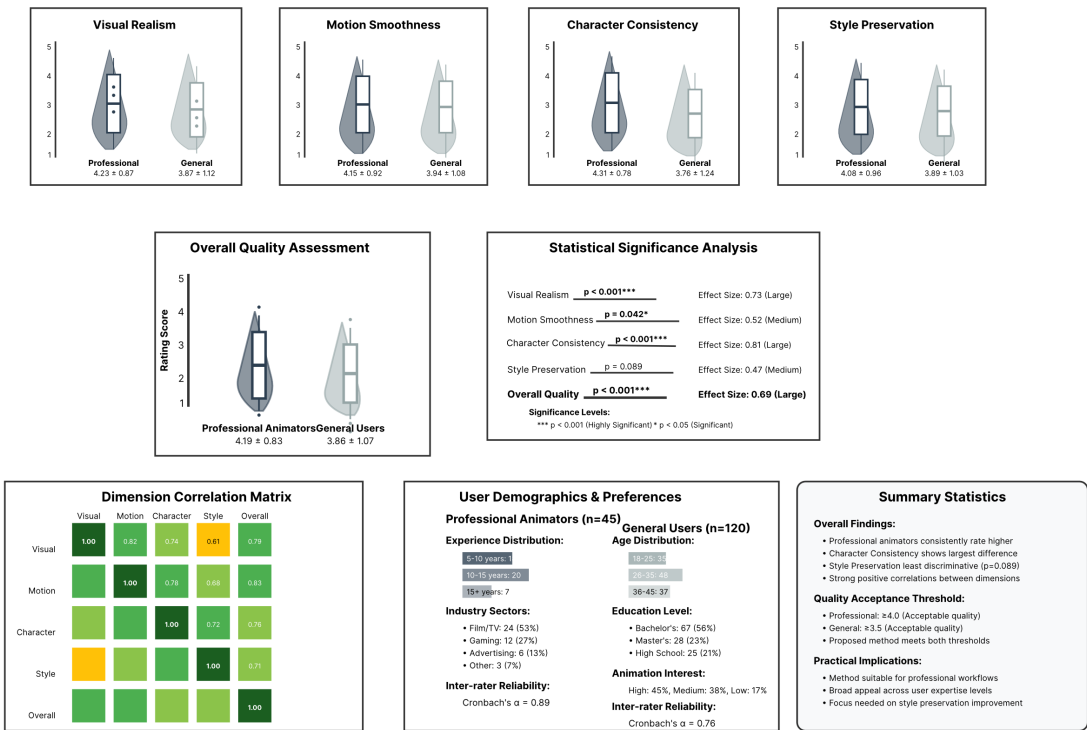 Visual Realism
5
4
3
2
1
Professional
4.23 ± 0.87
General
3.87 ± 1.12
Motion Smoothness
5
4
3
2
1
Professional
4.15 ± 0.92
General
3.94 ± 1.08
Character Consistency
5
4
3
2
1
Professional
4.31 ± 0.78
General
3.76 ± 1.24
Style Preservation
5
4
3
2
1
Professional
4.08 ± 0.96
General
3.89 ± 1.03
Overall Quality Assessment
Rating Score
5
4
3
2
1
Professional Animators
4.19 ± 0.83
General Users
3.86 ± 1.07
Statistical Significance Analysis
Visual Realism p < 0.001*** Effect Size: 0.73 (Large)
Motion Smoothness p = 0.042* Effect Size: 0.52 (Medium)
Character Consistency p < 0.001*** Effect Size: 0.81 (Large)
Style Preservation p = 0.089 Effect Size: 0.47 (Medium)
Overall Quality p < 0.001*** Effect Size: 0.69 (Large)
Significance Levels:
*** p < 0.001 (Highly Significant) * p < 0.05 (Significant)
Dimension Correlation Matrix
Visual Motion Character Style Overall
Visual 1.00 0.82 0.74 0.61 0.79
Motion 1.00 0.78 0.68 0.83
Character 1.00 0.72 0.76
Style 1.00 0.71
Overall 1.00
User Demographics & Preferences
Professional Animators (n=45)
Experience Distribution:
5-10 years: 1
10-15 years: 20
15+ years: 7
Industry Sectors:
• Film/TV: 24 (53%)
• Gaming: 12 (27%)
• Advertising: 6 (13%)
• Other: 3 (7%)
Inter-rater Reliability:
Cronbach's α = 0.89
General Users (n=120)
Age Distribution:
18-25: 35
26-35: 48
36-45: 37
Education Level:
• Bachelor's: 67 (56%)
• Master's: 28 (23%)
• High School: 25 (21%)
Animation Interest:
High: 45%, Medium: 38%, Low: 17%
Inter-rater Reliability:
Cronbach's α = 0.76
Summary Statistics
Overall Findings:
• Professional animators consistently rate higher
• Character Consistency shows largest difference
• Style Preservation least discriminative (p=0.089)
• Strong positive correlations between dimensions
Quality Acceptance Threshold:
• Professional: ≥4.0 (Acceptable quality)
• General: ≥3.5 (Acceptable quality)
• Proposed method meets both thresholds
Practical Implications:
• Method suitable for professional workflows
• Broad appeal across user expertise levels
• Focus needed on style preservation improvement